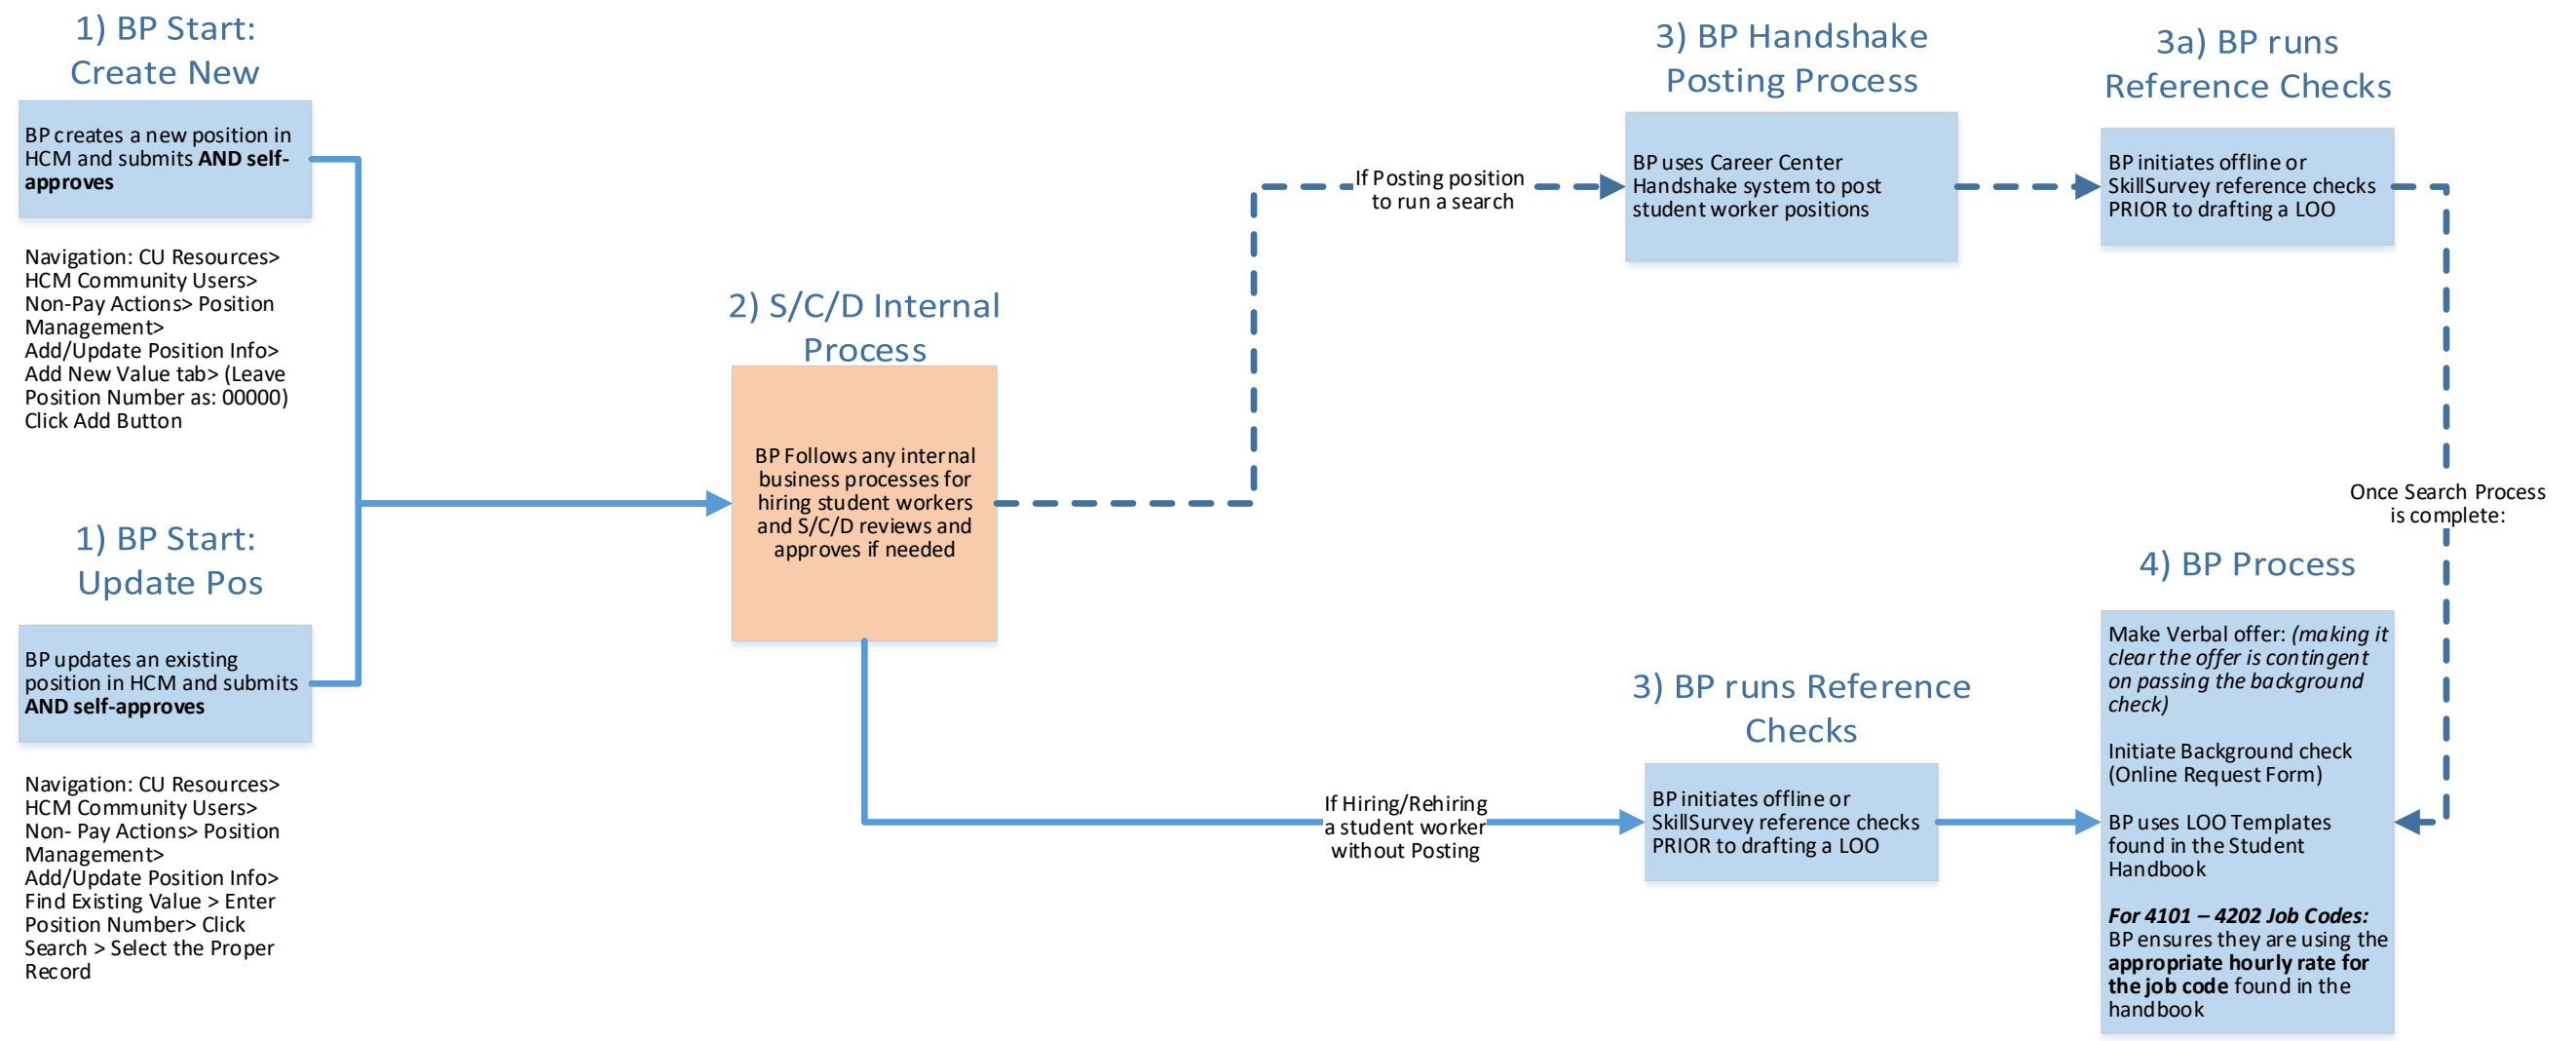 1) BP Start:
Create New
BP creates a new position in
HCM and submits AND self-
approves
Navigation: CU Resources>
HCM Community Users>
Non-Pay Actions> Position
Management>
Add/Update Position Info>
Add New Value tab> (Leave
Position Number as: 00000)
Click Add Button
1) BP Start:
Update Pos
BP updates an existing
position in HCM and submits
AND self-approves
Navigation: CU Resources>
HCM Community Users>
Non- Pay Actions> Position
Management>
Add/Update Position Info>
Find Existing Value > Enter
Position Number> Click
Search > Select the Proper
Record
2) S/C/D Internal
Process
BP Follows any internal
business processes for
hiring student workers
and S/C/D reviews and
approves if needed
If Posting position
to run a search
3) BP Handshake
Posting Process
BP uses Career Center
Handshake system to post
student worker positions
3a) BP runs
Reference Checks
BP initiates offline or
SkillSurvey reference checks
PRIOR to drafting a LOO
Once Search Process
is complete:
If Hiring/Rehiring
a student worker
without Posting
3) BP runs Reference
Checks
BP initiates offline or
SkillSurvey reference checks
PRIOR to drafting a LOO
4) BP Process
Make Verbal offer: (making it
clear the offer is contingent
on passing the background
check)
Initiate Background check
(Online Request Form)
BP uses LOO Templates
found in the Student
Handbook
For 4101 – 4202 Job Codes:
BP ensures they are using the
appropriate hourly rate for
the job code found in the
handbook